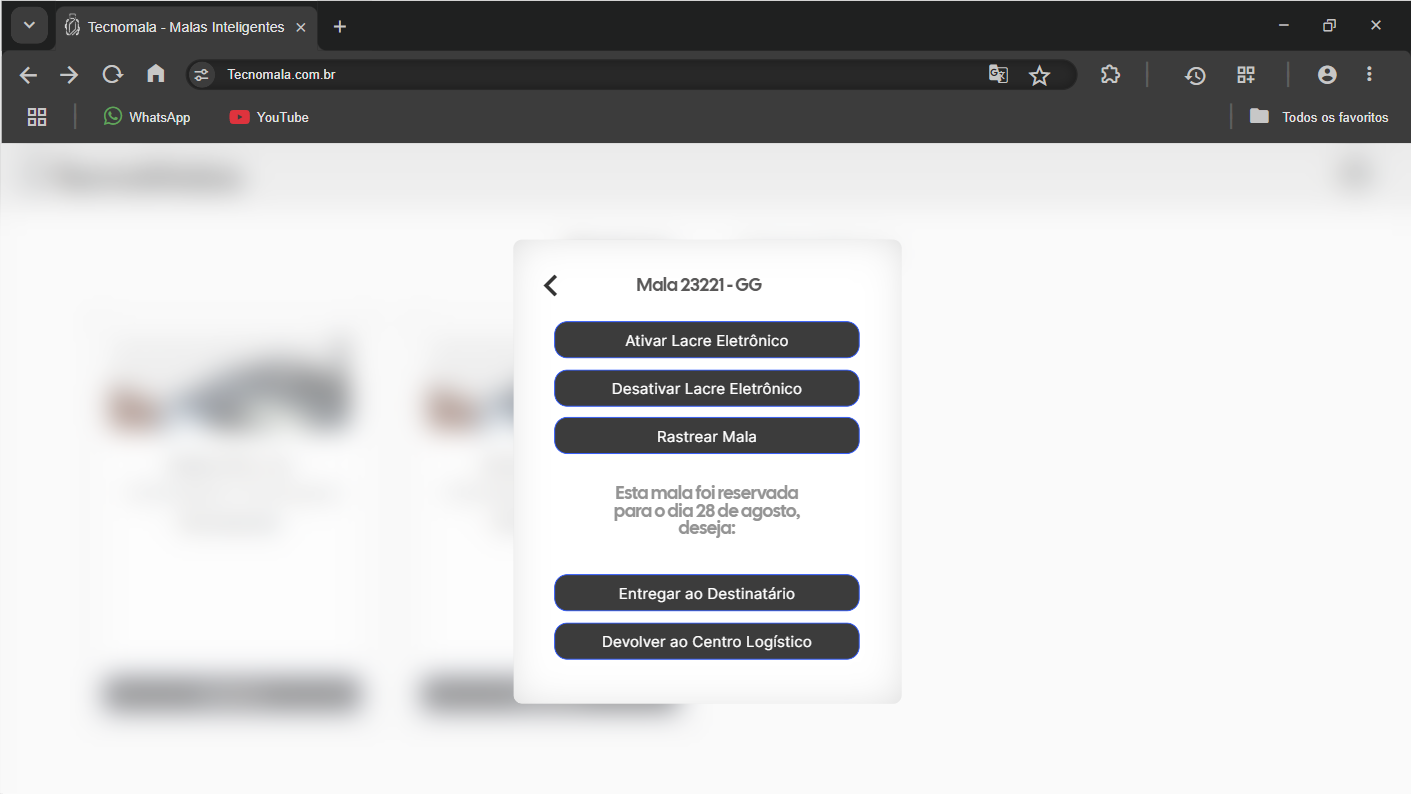 Tecnomala - Malas Inteligentes
Tecnomala.com.br
WhatsApp
YouTube
Todos os favoritos
Mala 23221 - GG
Ativar Lacre Eletrônico
Desativar Lacre Eletrônico
Rastrear Mala
Esta mala foi reservada
para o dia 28 de agosto,
deseja:
Entregar ao Destinatário
Devolver ao Centro Logístico